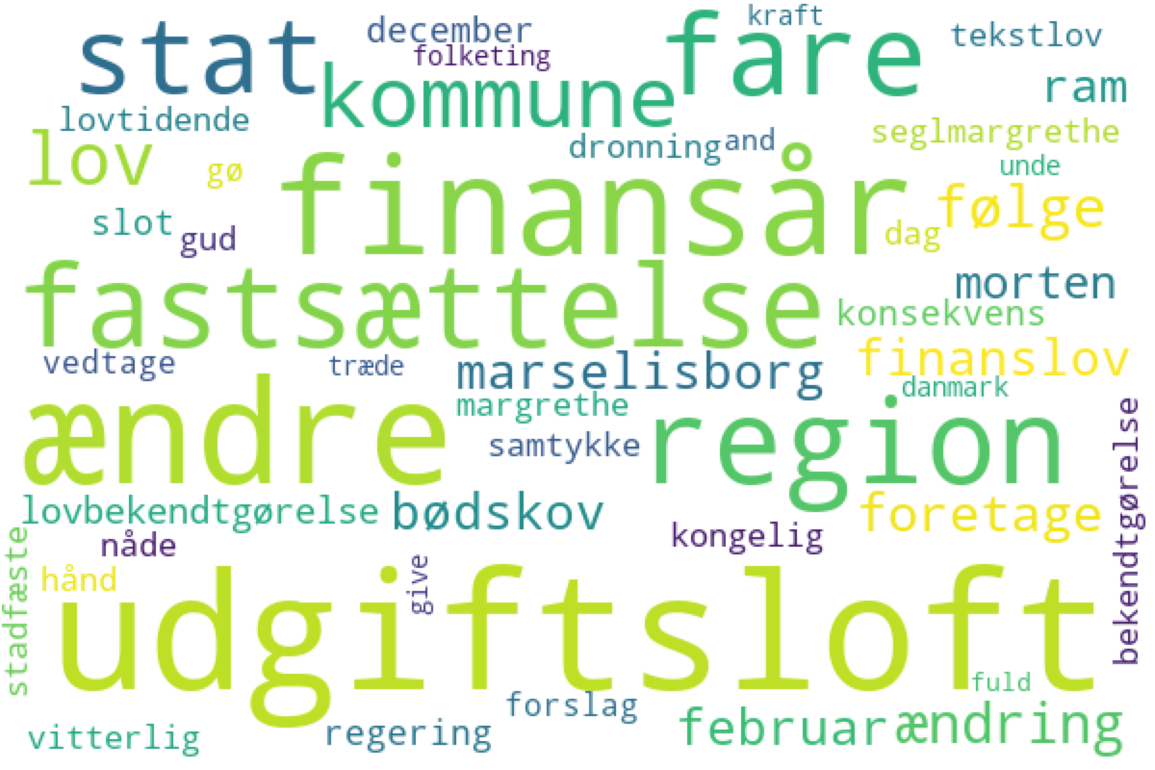 stat
december
folketing
kraft
fare
tekstlov
kommune
ram
lovtidende
lov
gø
dronning
and
seglmargrethe
unde
finansår
følge
slot
gud
dag
fastsættelse
morten
konsekvens
vedtage
træde
marselisborg
finanslov
danmark
ændre
margrethe
samtykke
region
bekendtgørelse
lovbekendtgørelse
bødskov
foretage
nåde
kongelig
stadfæste
hånd
give
udgiftsloft
fuld
forslag
vitterlig
regering
februar
ændring